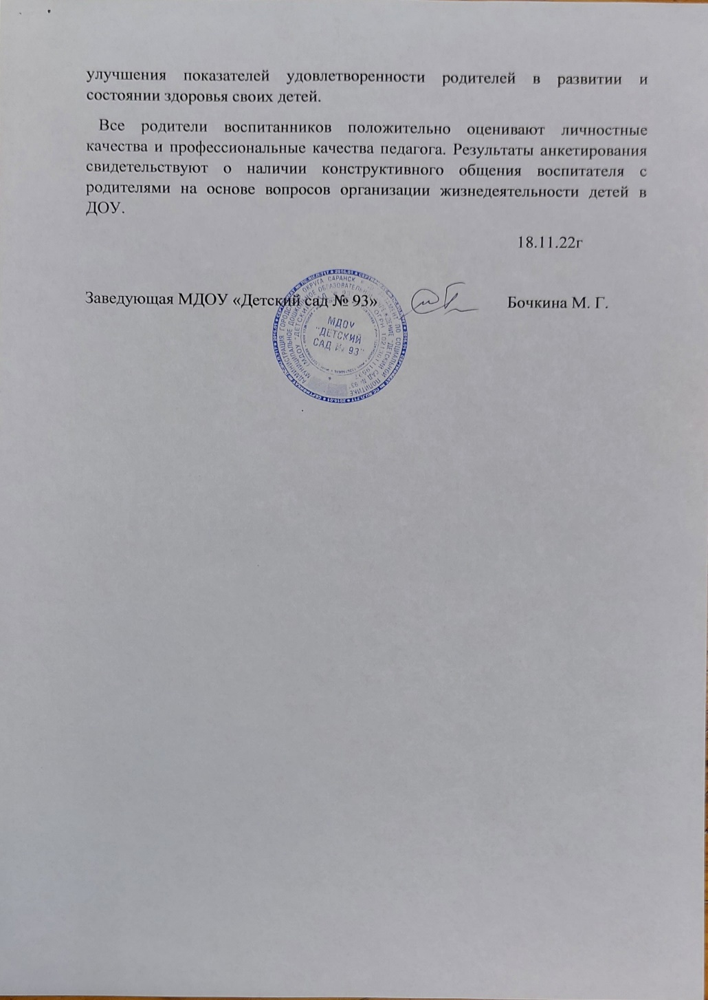 улучшения показателей удовлетворенности родителей в развитии и
состоянии здоровья своих детей.
Все родители воспитанников положительно оценивают личностные
качества и профессиональные качества педагога. Результаты анкетирования
свидетельствуют о наличии конструктивного общения воспитателя с
родителями на основе вопросов организации жизнедеятельности детей в
ДОУ.
18.11.22г
Заведующая МДОУ «Детский сад № 93»
Бочкина М. Г.
МДОУ
"ДЕТСКИЙ
САД № 93"